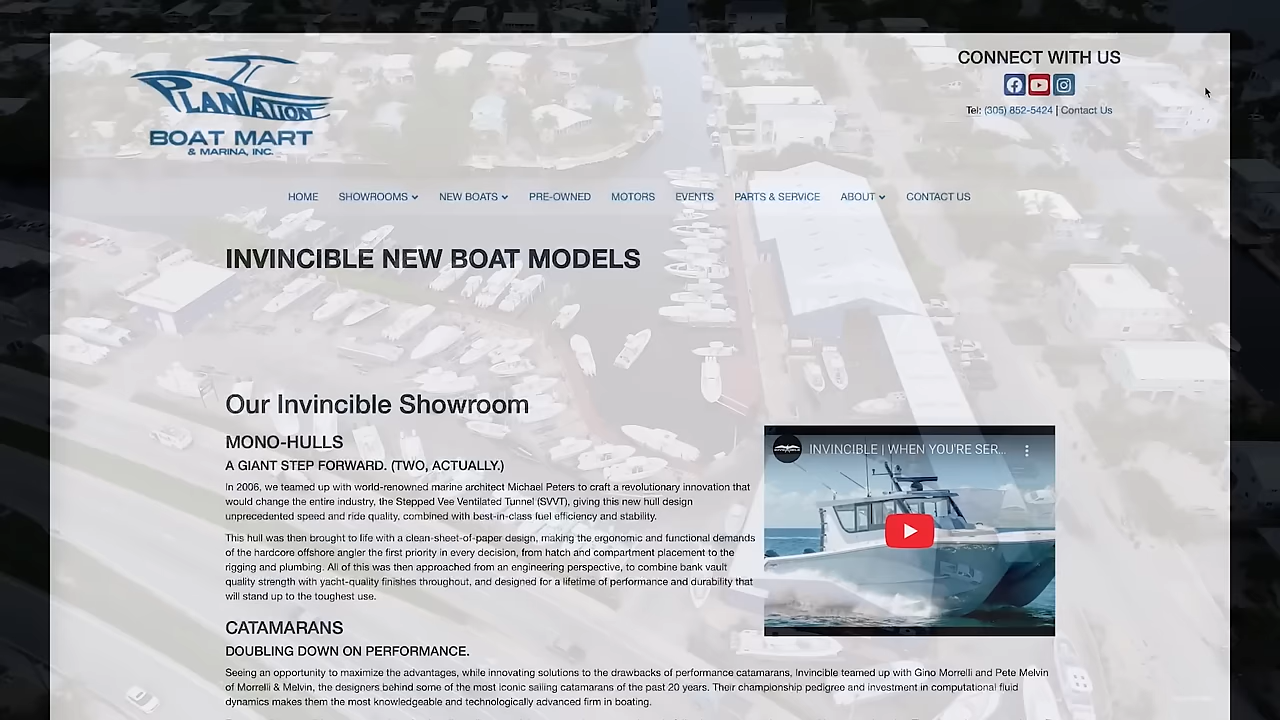 PLANTATION
BOAT MART
& MARINA, INC.
CONNECT WITH US
Tel: (305) 852-5424 | Contact Us
HOME SHOWROOMS NEW BOATS PRE-OWNED MOTORS EVENTS PARTS & SERVICE ABOUT CONTACT US
INVINCIBLE NEW BOAT MODELS
Our Invincible Showroom
MONO-HULLS
A GIANT STEP FORWARD. (TWO, ACTUALLY.)
In 2006, we teamed up with world-renowned marine architect Michael Peters to craft a revolutionary innovation that
would change the entire industry, the Stepped Vee Ventilated Tunnel (SVVT), giving this new hull design
unprecedented speed and ride quality, combined with best-in-class fuel efficiency and stability.
This hull was then brought to life with a clean-sheet-of-paper design, making the ergonomic and functional demands
of the hardcore offshore angler the first priority in every decision, from hatch and compartment placement to the
rigging and plumbing. All of this was then approached from an engineering perspective, to combine bank vault
quality strength with yacht-quality finishes throughout, and designed for a lifetime of performance and durability that
will stand up to the toughest use.
INVINCIBLE | WHEN YOU'RE SER...
CATAMARANS
DOUBLING DOWN ON PERFORMANCE.
Seeing an opportunity to maximize the advantages, while innovating solutions to the drawbacks of performance catamarans, Invincible teamed up with Gino Morrelli and Pete Melvin
of Morrelli & Melvin, the designers behind some of the most iconic sailing catamarans of the past 20 years. Their championship pedigree and investment in computational fluid
dynamics makes them the most knowledgeable and technologically advanced firm in boating.